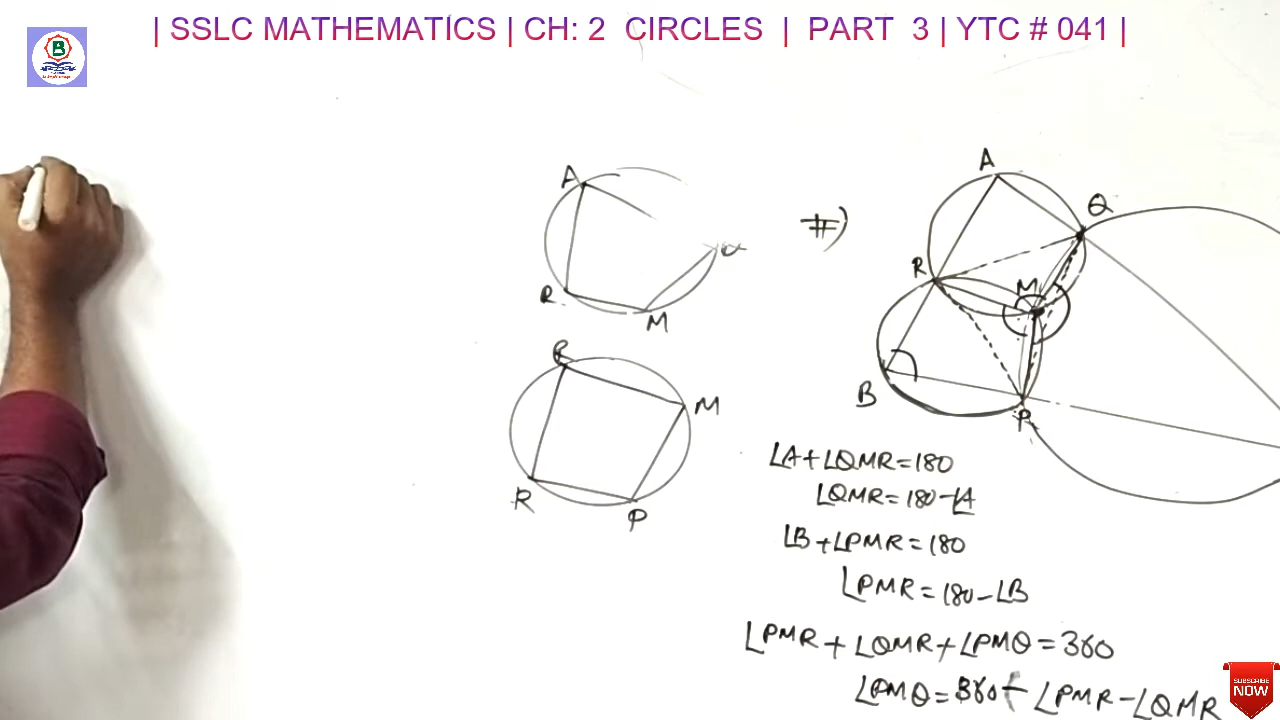 | SSLC MATHEMATICS | CH: 2 CIRCLES | PART 3 | YTC # 041 |
B
A
R
M
R
P
M
A
Q
R
M
B
P
∠A+∠QMR=180
∠QMR=180-∠A
∠B+∠PMR=180
∠PMR=180-∠B
∠PMR+∠QMR+∠PMQ=360
∠PMQ=360-∠PMR-∠QMR
SUBSCRIBE
NOW